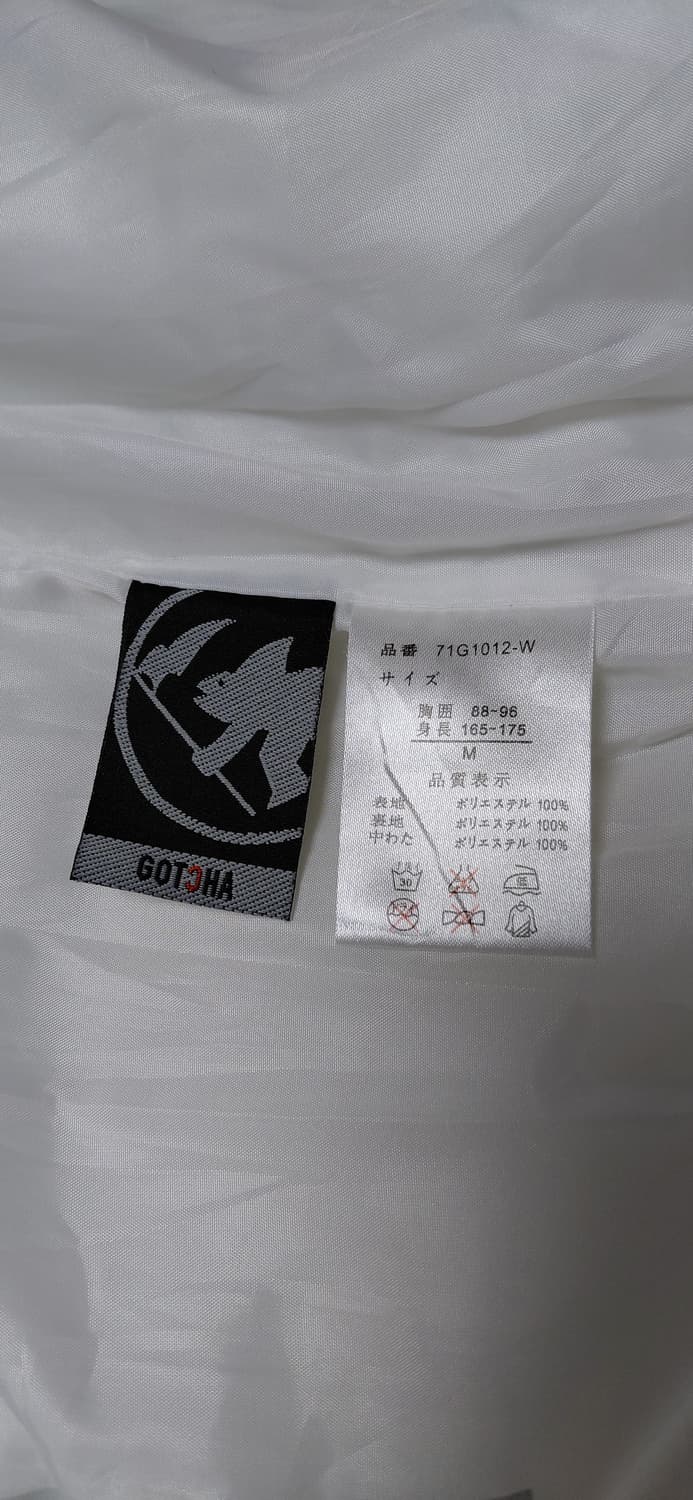 GOTCHA
品番 71G1012-W
サイズ
胸囲 88~96
身長 165~175
M
品質表示
表地 ポリエステル 100%
裏地 ポリエステル 100%
中わた ポリエステル 100%
30
低